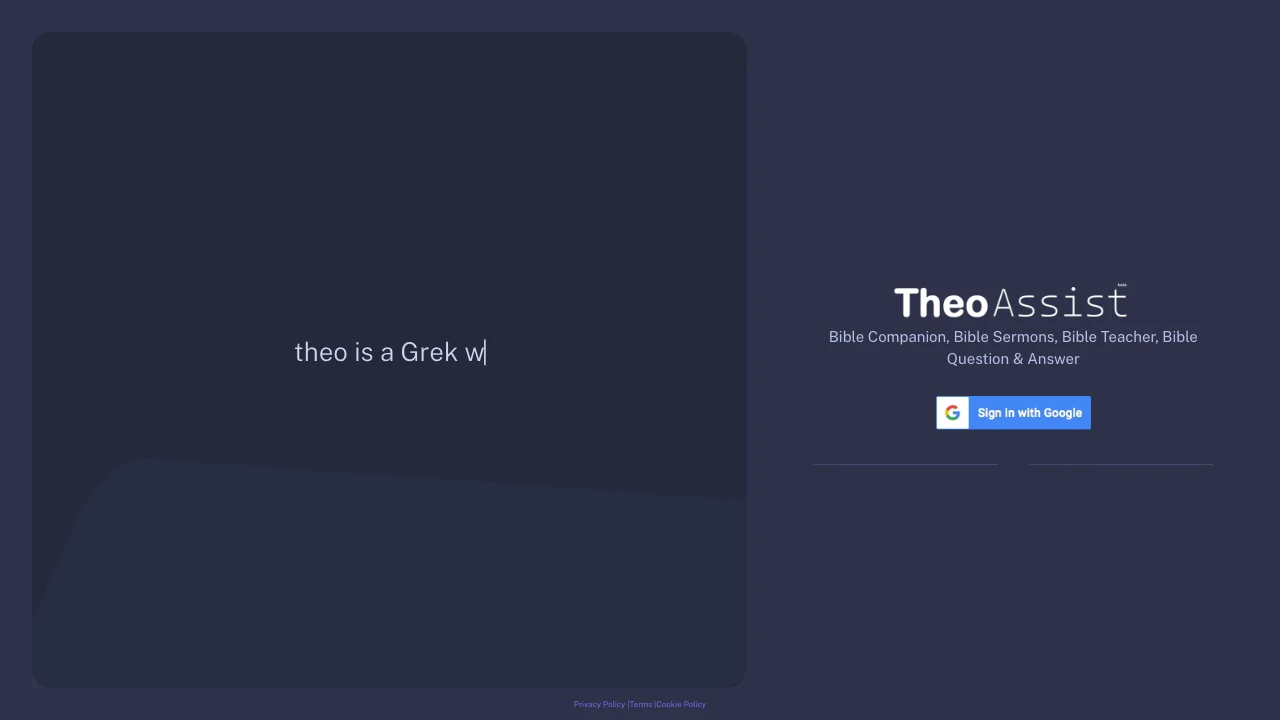 theo is a Grek w
TheoAssist beta
Bible Companion, Bible Sermons, Bible Teacher, Bible
Question & Answer
Sign in with Google
Privacy Policy |Terms |Cookie Policy